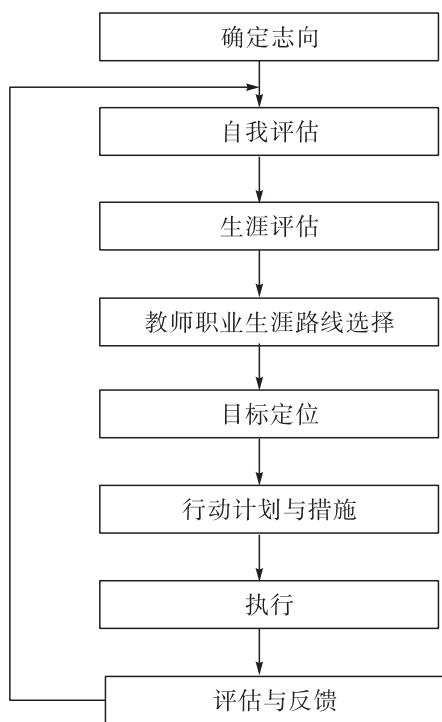 确定志向
自我评估
生涯评估
教师职业生涯路线选择
目标定位
行动计划与措施
执行
评估与反馈